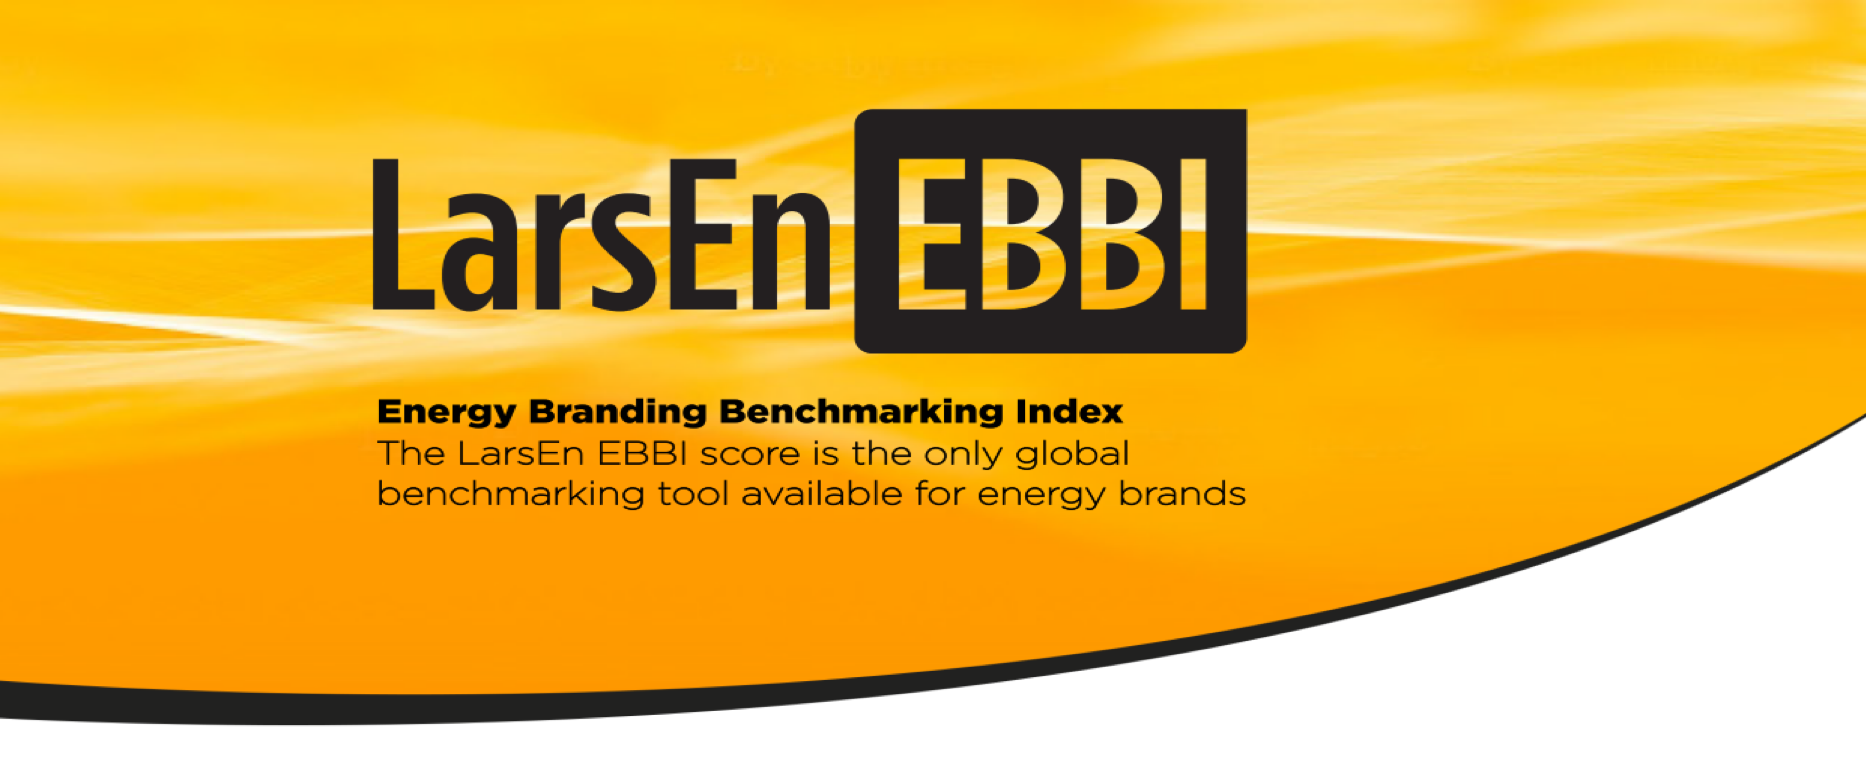 LarsEn EBBI
Energy Branding Benchmarking Index
The LarsEn EBBI score is the only global
benchmarking tool available for energy brands